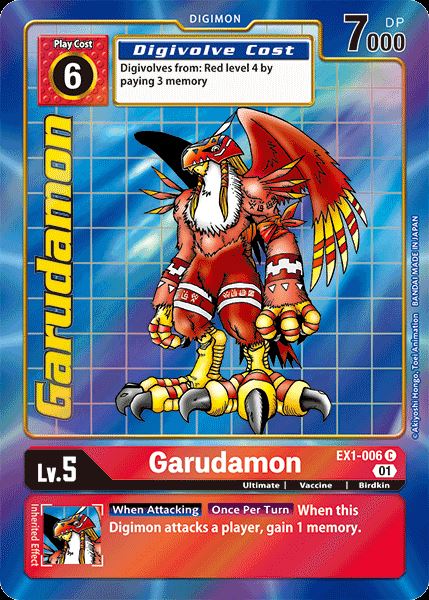 DIGIMON
Play Cost
6
Digivolve Cost
Digivolves from: Red level 4 by
paying 3 memory
7000
DP
Garudamon
©Akiyoshi Hongo, Toei Animation BANDAI MADE IN JAPAN
Lv.5
Garudamon
EX1-006 C
01
Ultimate | Vaccine | Birdkin
Inherited Effect
When Attacking Once Per Turn When this
Digimon attacks a player, gain 1 memory.